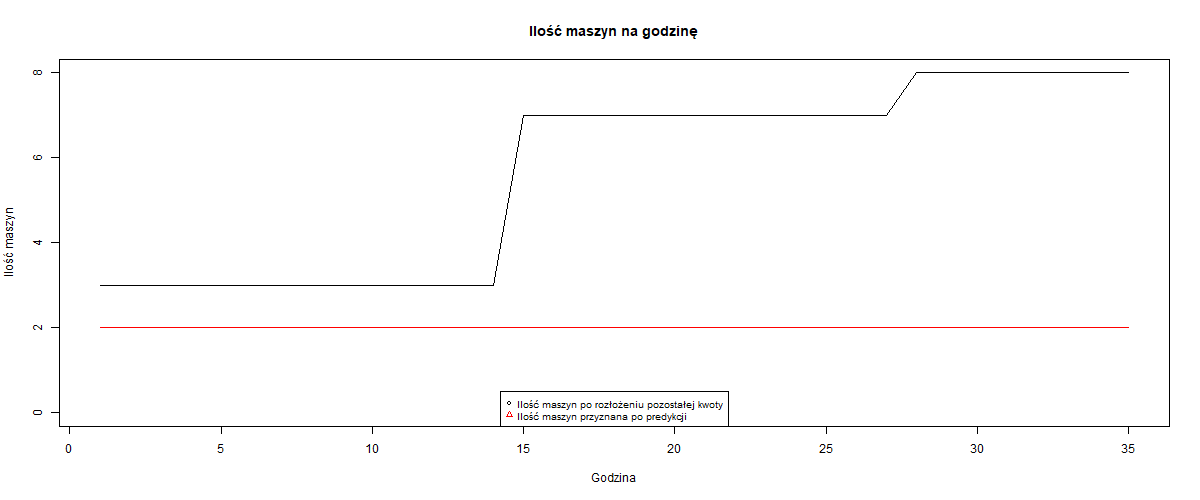 Ilość maszyn na godzinę
Ilość maszyn
8
6
4
2
0
Ilość maszyn po rozłożeniu pozostałej kwoty
Ilość maszyn przyznana po predykcji
0 5 10 15 20 25 30 35
Godzina